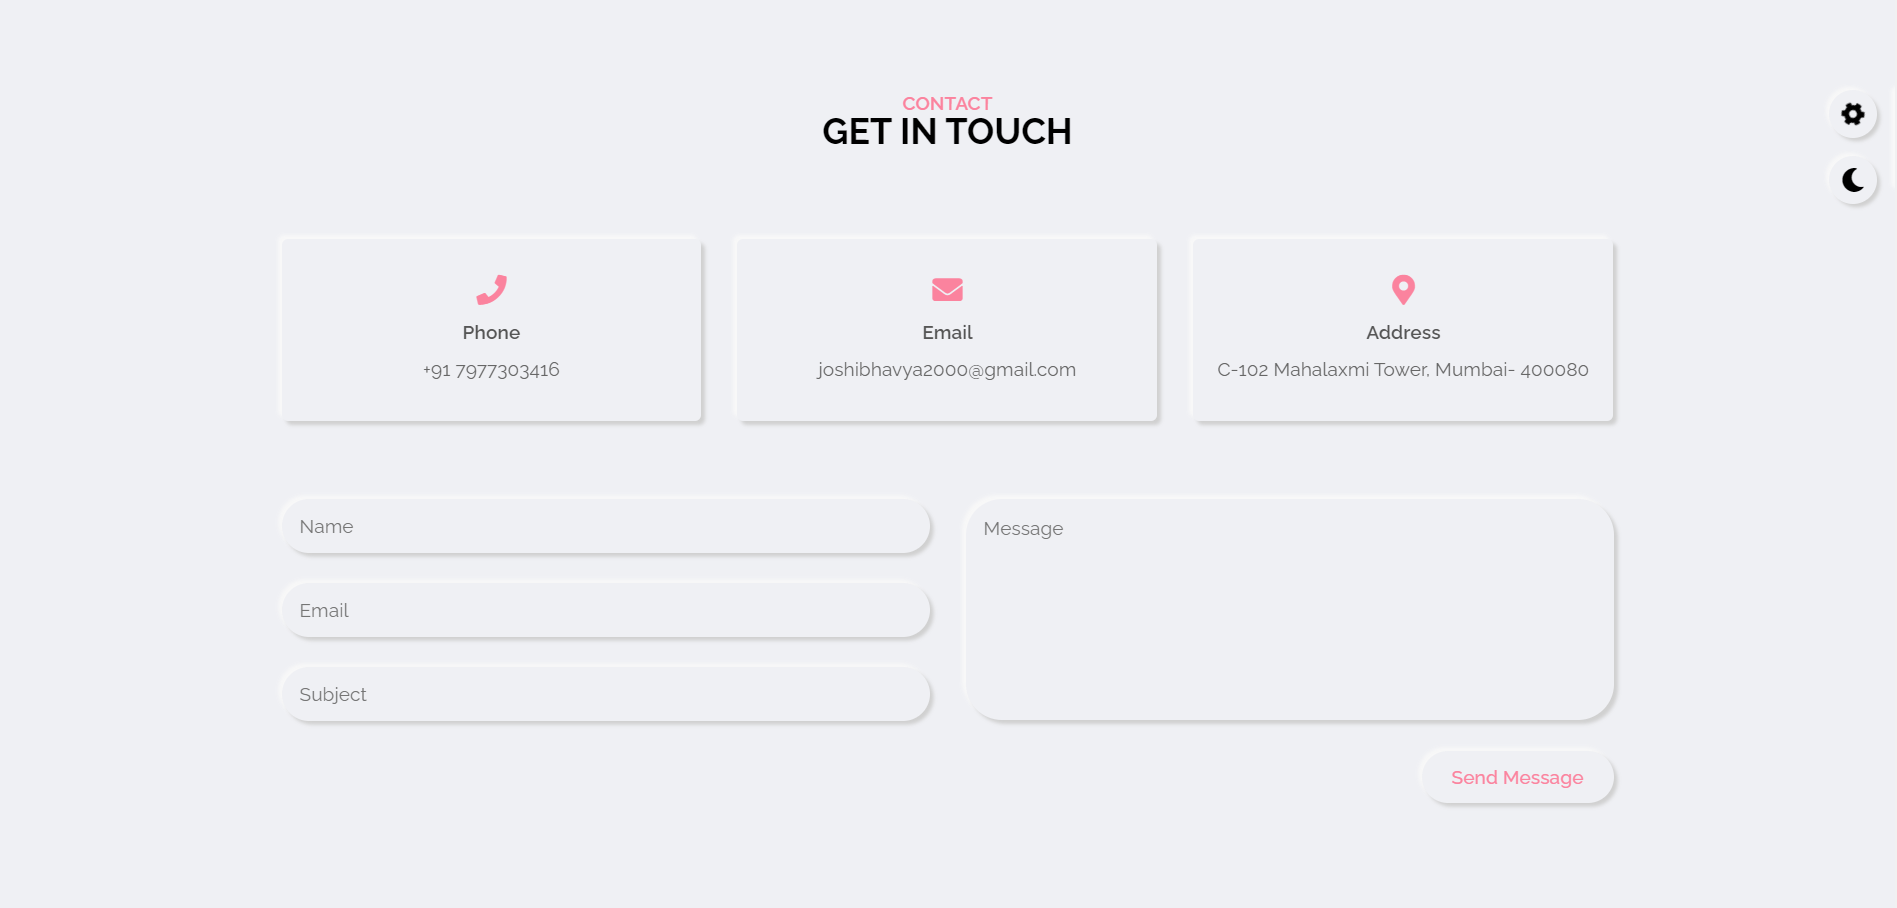 CONTACT
GET IN TOUCH
Phone
+91 7977303416
Email
joshibhavya2000@gmail.com
Address
C-102 Mahalaxmi Tower, Mumbai- 400080
Name
Email
Subject
Message
Send Message